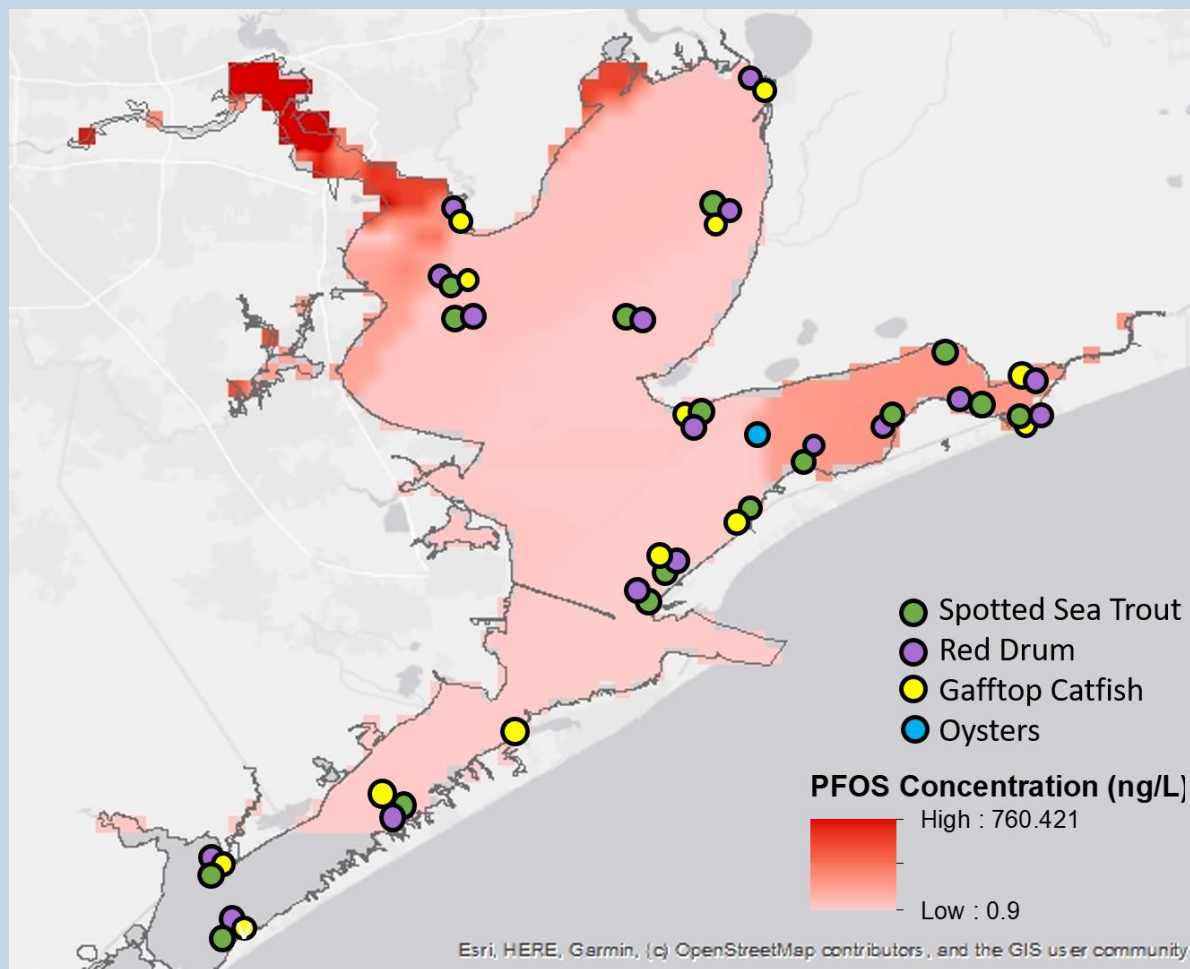 Spotted Sea Trout
Red Drum
Gafftop Catfish
Oysters
PFOS Concentration (ng/L)
High : 760.421
Low : 0.9
Esri, HERE, Garmin, (c) OpenStreetMap contributors, and the GIS user community